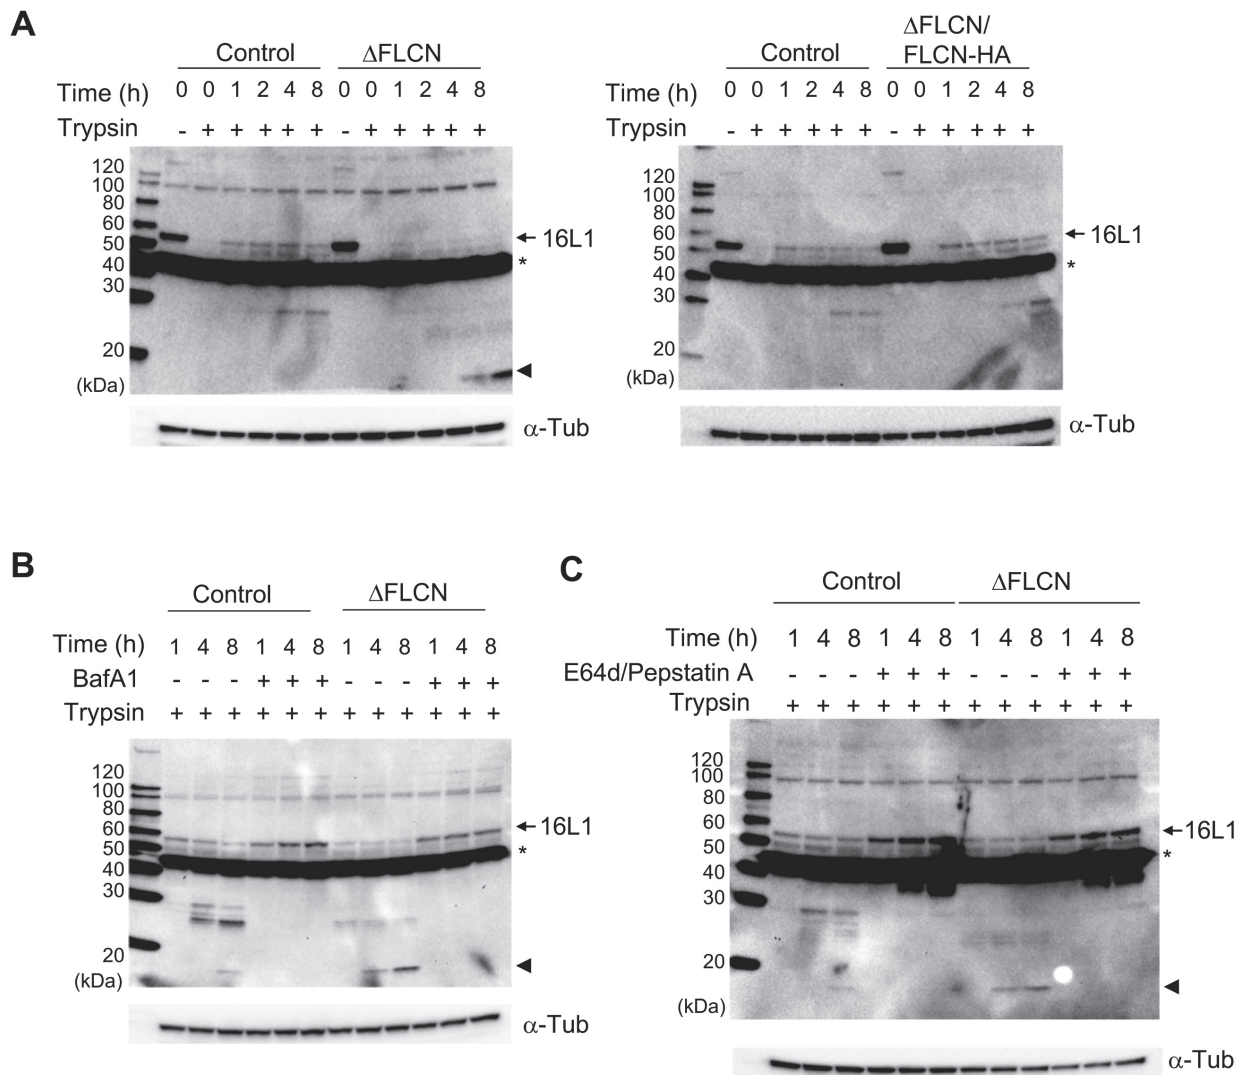 A
Control ΔFLCN
Time (h) 0 0 1 2 4 8 0 0 1 2 4 8
Trypsin - + + + + + - + + + + +
120
100
80
60
50
40
30
20
(kDa)
16L1
*
α-Tub
Control ΔFLCN/
FLCN-HA
Time (h) 0 0 1 2 4 8 0 0 1 2 4 8
Trypsin - + + + + + - + + + + +
120
100
80
60
50
40
30
20
(kDa)
16L1
*
α-Tub
B
Control ΔFLCN
Time (h) 1 4 8 1 4 8 1 4 8 1 4 8
BafA1 - - - + + + - - - + + +
Trypsin + + + + + + + + + + + +
120
100
80
60
50
40
30
20
(kDa)
16L1
*
α-Tub
C
Control ΔFLCN
Time (h) 1 4 8 1 4 8 1 4 8 1 4 8
E64d/Pepstatin A - - - + + + - - - + + +
Trypsin + + + + + + + + + + + +
120
100
80
60
50
40
30
20
(kDa)
16L1
*
α-Tub